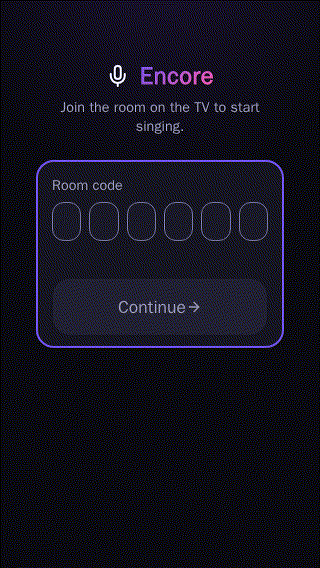 Encore
Join the room on the TV to start
singing.
Room code
Continue→